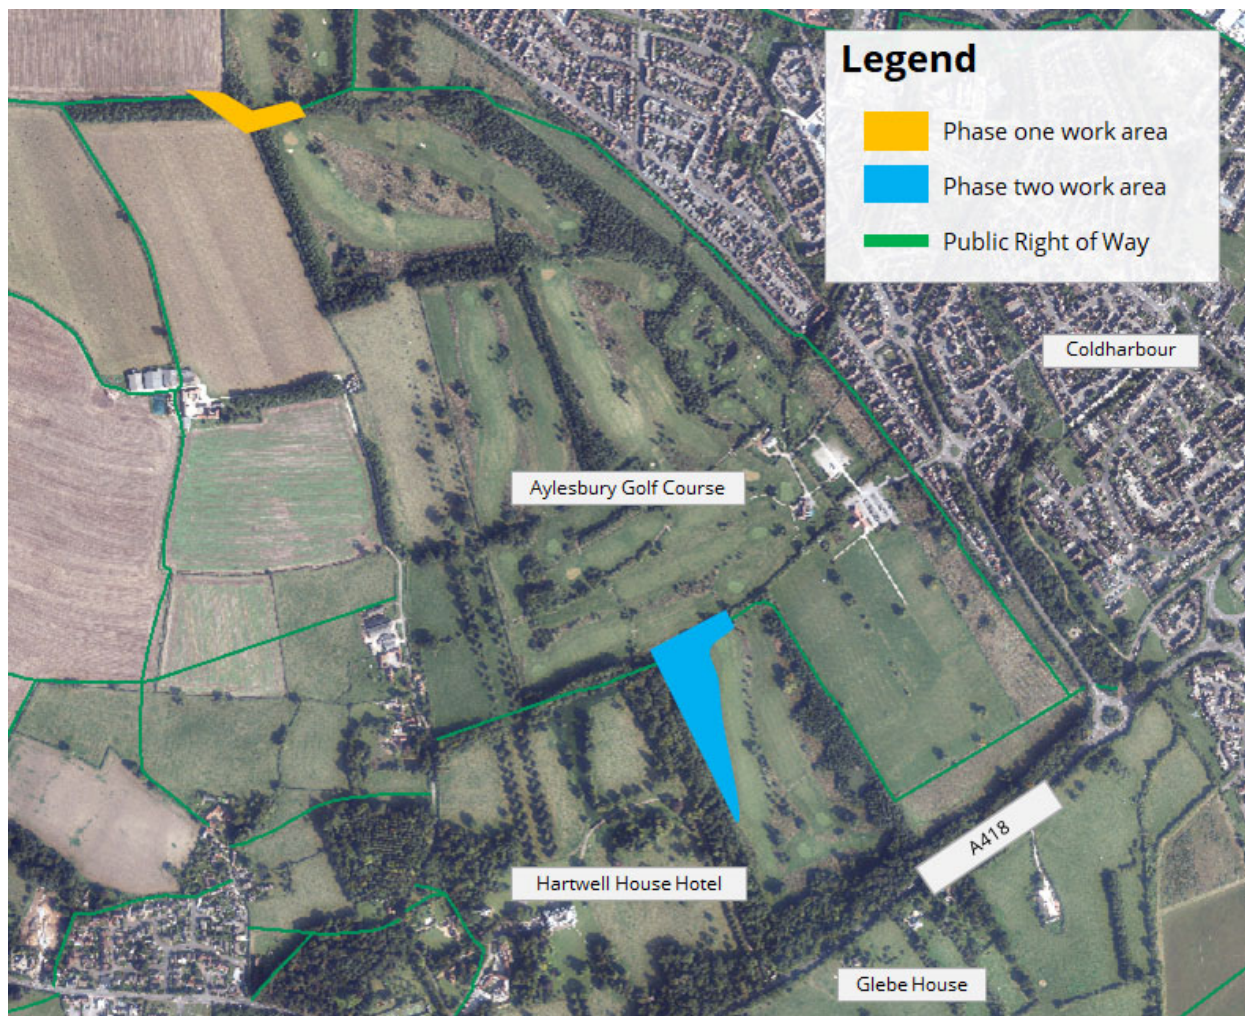 Legend
Phase one work area
Phase two work area
Public Right of Way
Coldharbour
Aylesbury Golf Course
A418
Hartwell House Hotel
Glebe House